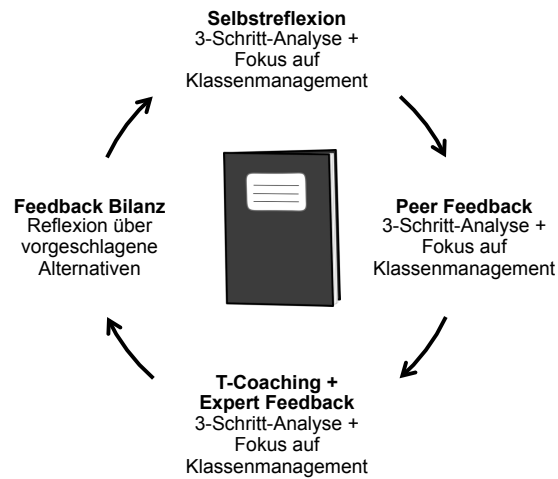 Selbstreflexion
3-Schritt-Analyse +
Fokus auf
Klassenmanagement
Peer Feedback
3-Schritt-Analyse +
Fokus auf
Klassenmanagement
T-Coaching +
Expert Feedback
3-Schritt-Analyse +
Fokus auf
Klassenmanagement
Feedback Bilanz
Reflexion über
vorgeschlagene
Alternativen